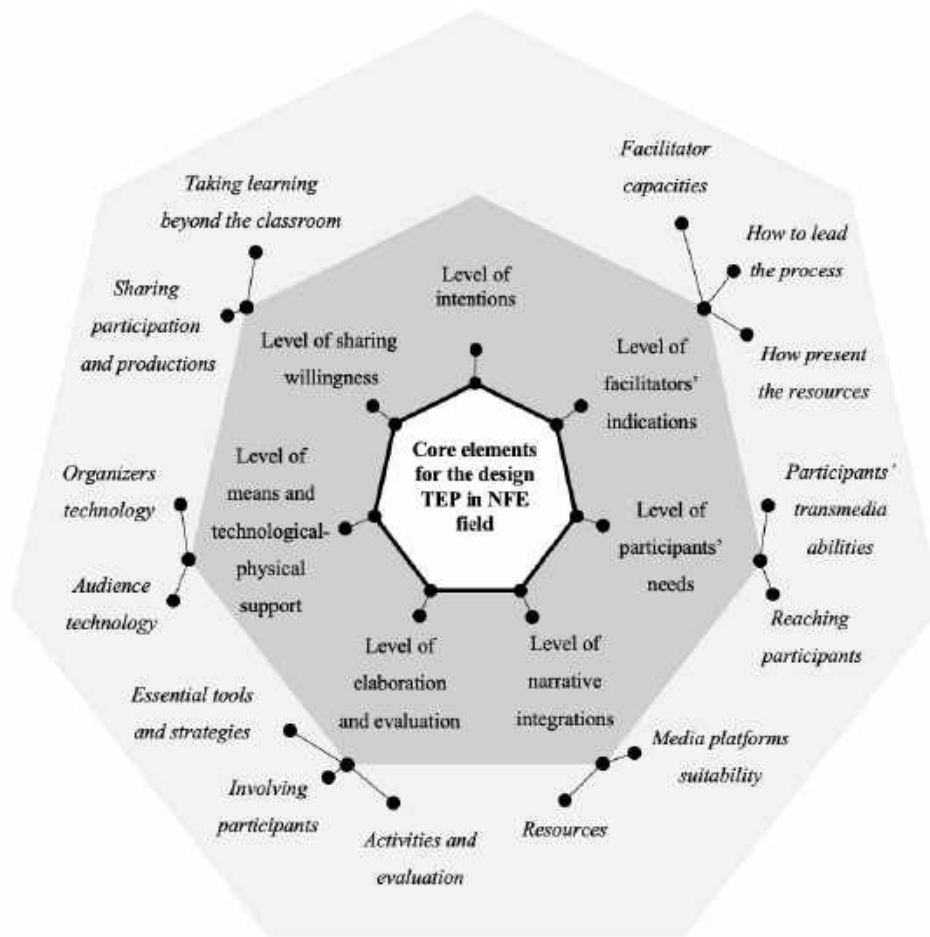 Facilitator
capacities
Taking learning
beyond the classroom
How to lead
the process
Level of
intentions
Sharing
participation
and productions
Level of sharing
willingness
Level of
facilitators'
indications
How present
the resources
Core elements
for the design
TEP in NFE
field
Organizers
technology
Level of
means and
technological-
physical
support
Participants'
transmedia
abilities
Level of
participants'
needs
Audience
technology
Reaching
participants
Level of
elaboration
and evaluation
Level of
narrative
integrations
Essential tools
and strategies
Media platforms
suitability
Involving
participants
Activities and
evaluation
Resources